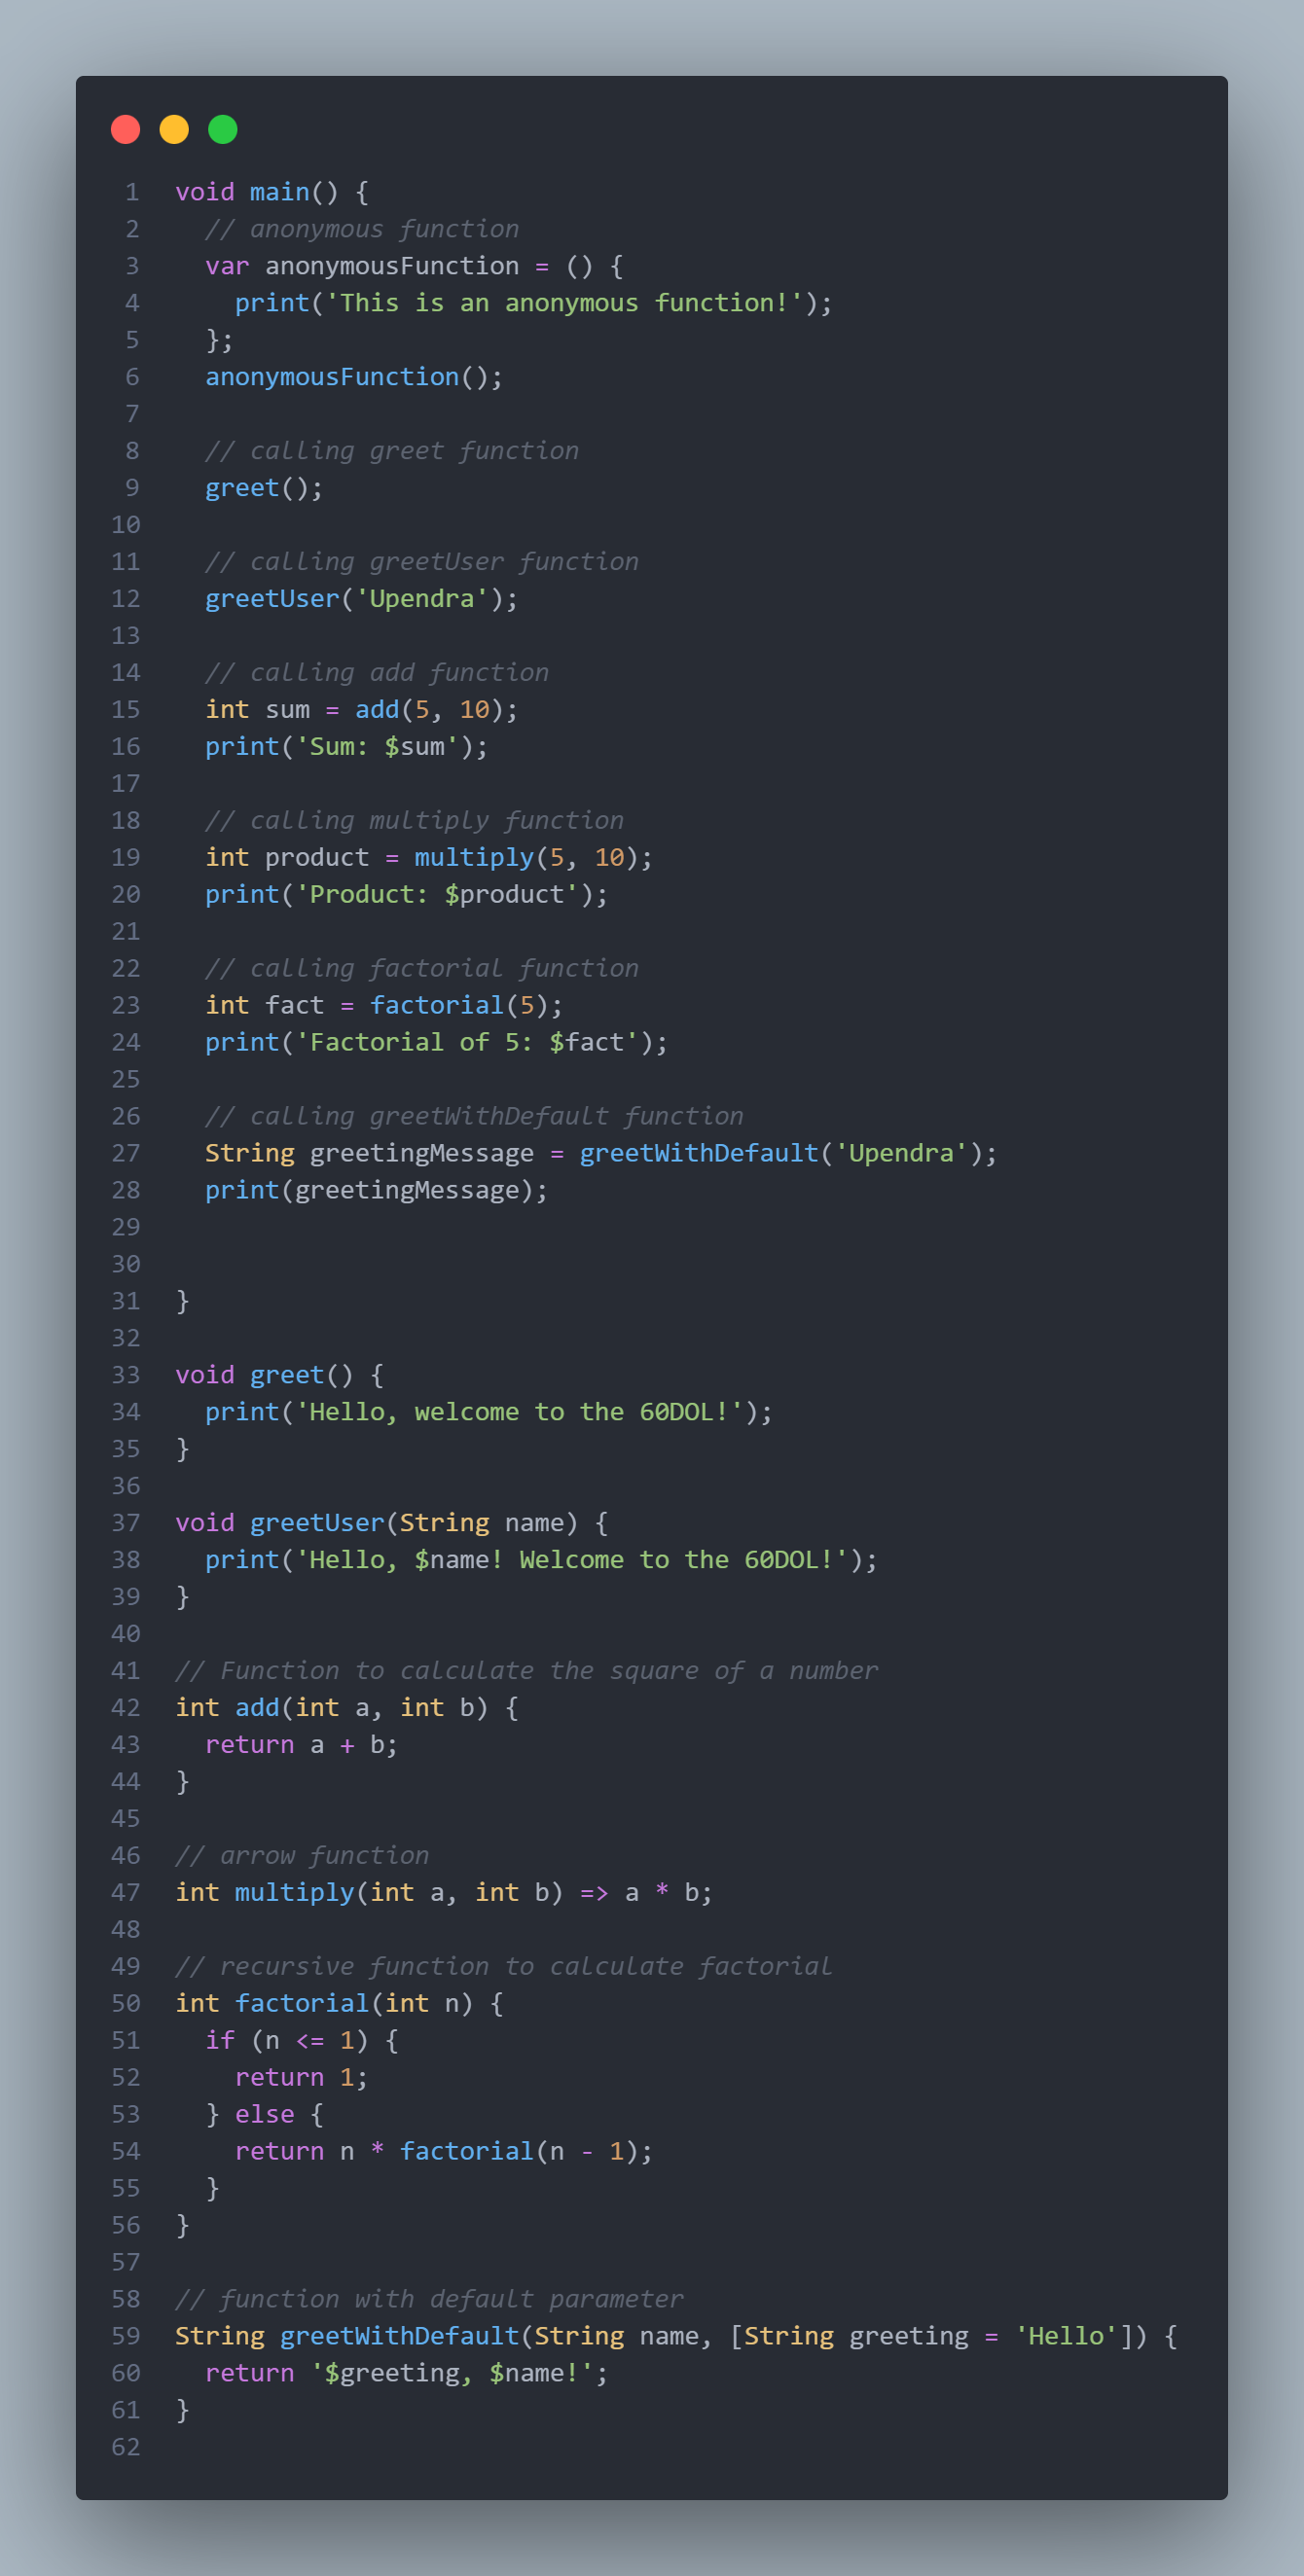 1 void main() {
2   // anonymous function
3   var anonymousFunction = () {
4     print('This is an anonymous function!');
5   };
6   anonymousFunction();
7
8   // calling greet function
9   greet();
10
11   // calling greetUser function
12   greetUser('Upendra');
13
14   // calling add function
15   int sum = add(5, 10);
16   print('Sum: $sum');
17
18   // calling multiply function
19   int product = multiply(5, 10);
20   print('Product: $product');
21
22   // calling factorial function
23   int fact = factorial(5);
24   print('Factorial of 5: $fact');
25
26   // calling greetWithDefault function
27   String greetingMessage = greetWithDefault('Upendra');
28   print(greetingMessage);
29
30
31 }
32
33 void greet() {
34   print('Hello, welcome to the 60DOL!');
35 }
36
37 void greetUser(String name) {
38   print('Hello, $name! Welcome to the 60DOL!');
39 }
40
41 // Function to calculate the square of a number
42 int add(int a, int b) {
43   return a + b;
44 }
45
46 // arrow function
47 int multiply(int a, int b) => a * b;
48
49 // recursive function to calculate factorial
50 int factorial(int n) {
51   if (n <= 1) {
52     return 1;
53   } else {
54     return n * factorial(n - 1);
55   }
56 }
57
58 // function with default parameter
59 String greetWithDefault(String name, [String greeting = 'Hello']) {
60   return '$greeting, $name!';
61 }
62